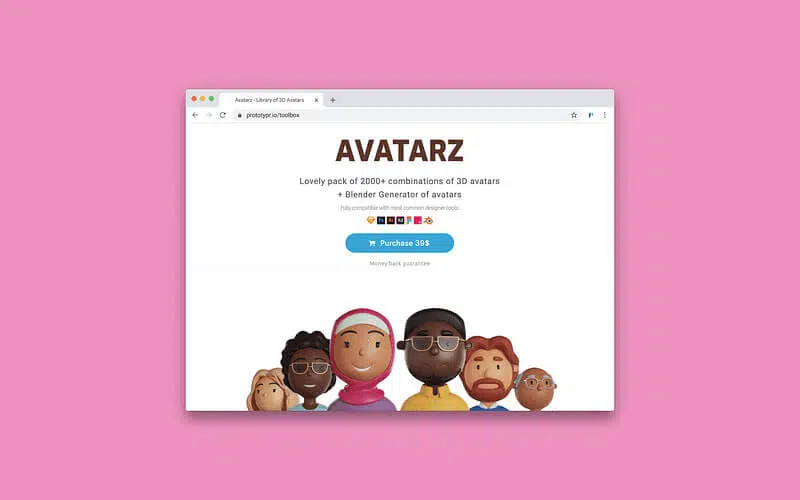 Avatarz - Library of 3D Avatars
prototypr.io/toolbox
AVATARZ
Lovely pack of 2000+ combinations of 3D avatars
+ Blender Generator of avatars
Fully compatible with most common designer tools:
Purchase 39$
Money back guarantee